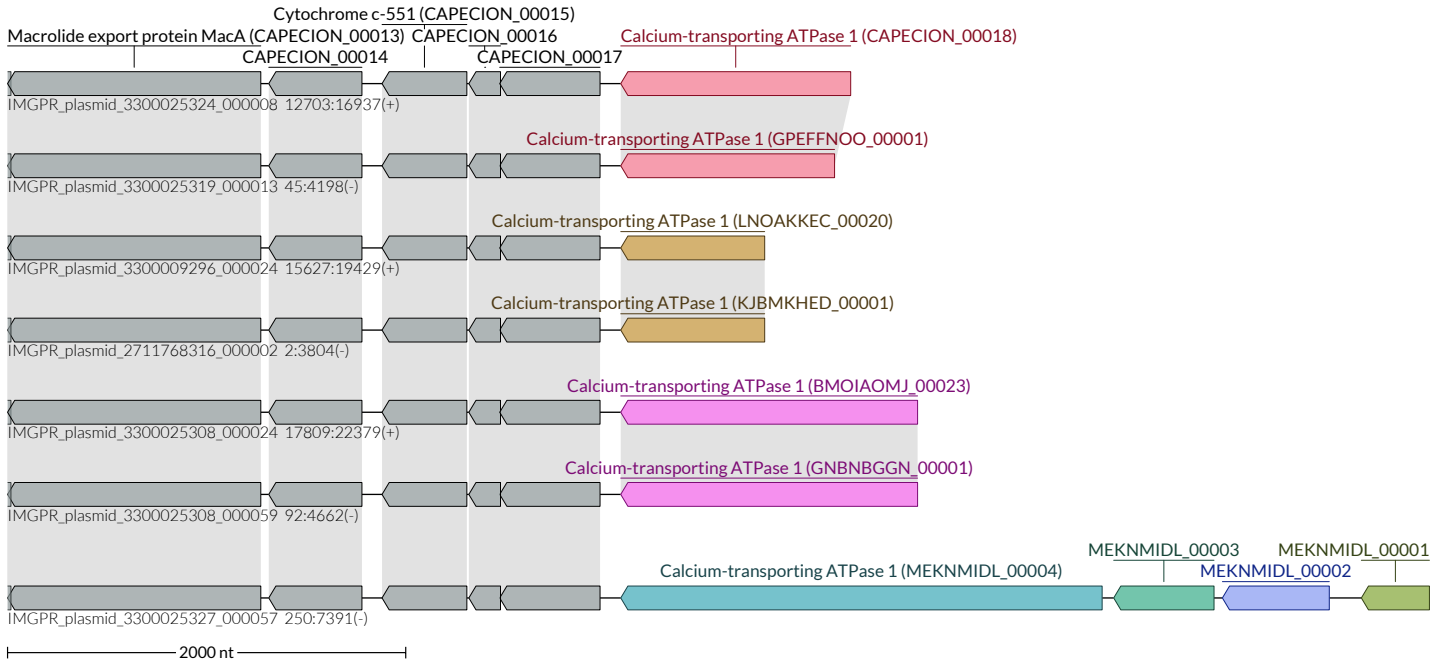 Cytochrome c-551 (CAPECION_00015)
Macrolide export protein MacA (CAPECION_00013) CAPECION_00016 Calcium-transporting ATPase 1 (CAPECION_00018)
CAPECION_00014 CAPECION_00017
IMGPR_plasmid_3300025324_000008 12703:16937(+)
Calcium-transporting ATPase 1 (GPEFFNOO_00001)
IMGPR_plasmid_3300025319_000013 45:4198(-)
Calcium-transporting ATPase 1 (LNOAKKEC_00020)
IMGPR_plasmid_3300009296_000024 15627:19429(+)
Calcium-transporting ATPase 1 (KJBMKHED_00001)
IMGPR_plasmid_2711768316_000002 2:3804(-)
Calcium-transporting ATPase 1 (BMOIAOMJ_00023)
IMGPR_plasmid_3300025308_000024 17809:22379(+)
Calcium-transporting ATPase 1 (GNBNBGGN_00001)
IMGPR_plasmid_3300025308_000059 92:4662(-)
MEKNMIDL_00003 MEKNMIDL_00001
Calcium-transporting ATPase 1 (MEKNMIDL_00004) MEKNMIDL_00002
IMGPR_plasmid_3300025327_000057 250:7391(-)
2000 nt